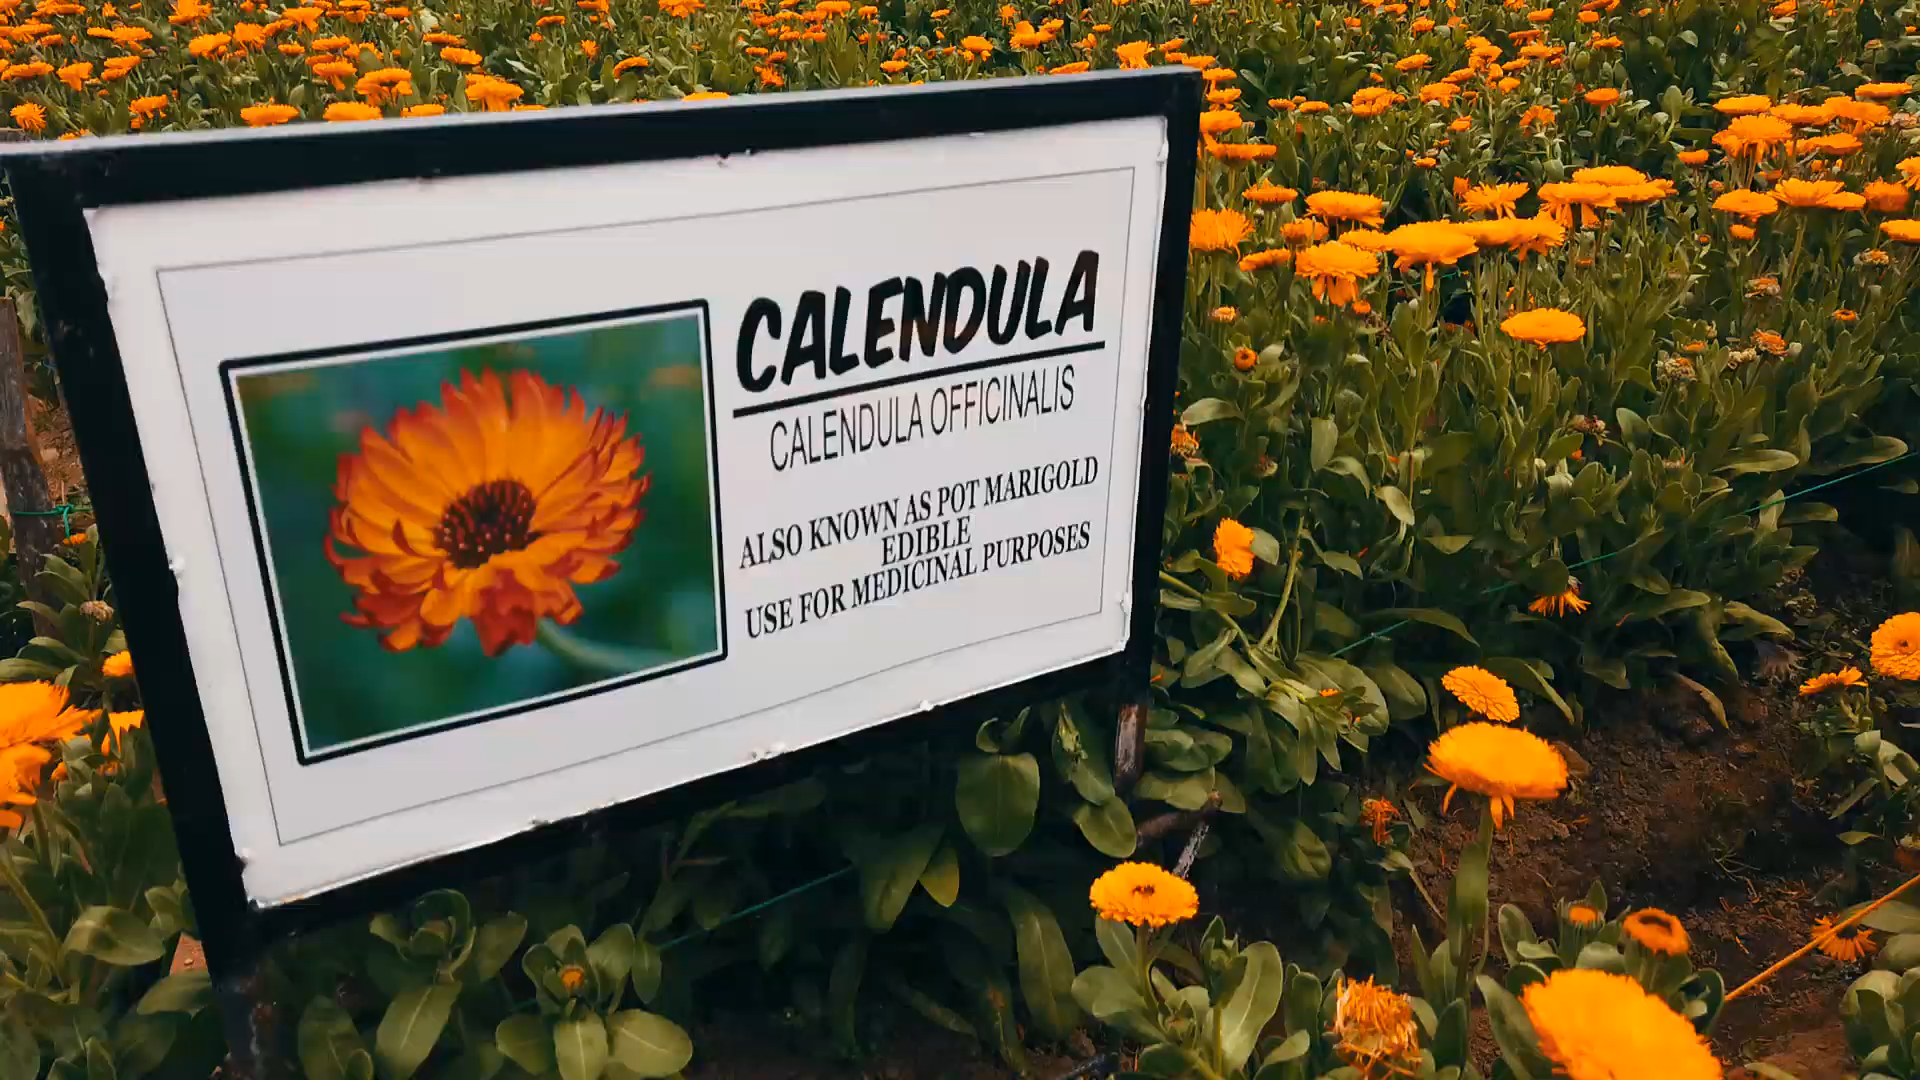 CALENDULA
CALENDULA OFFICINALIS
ALSO KNOWN AS POT MARIGOLD
EDIBLE
USE FOR MEDICINAL PURPOSES